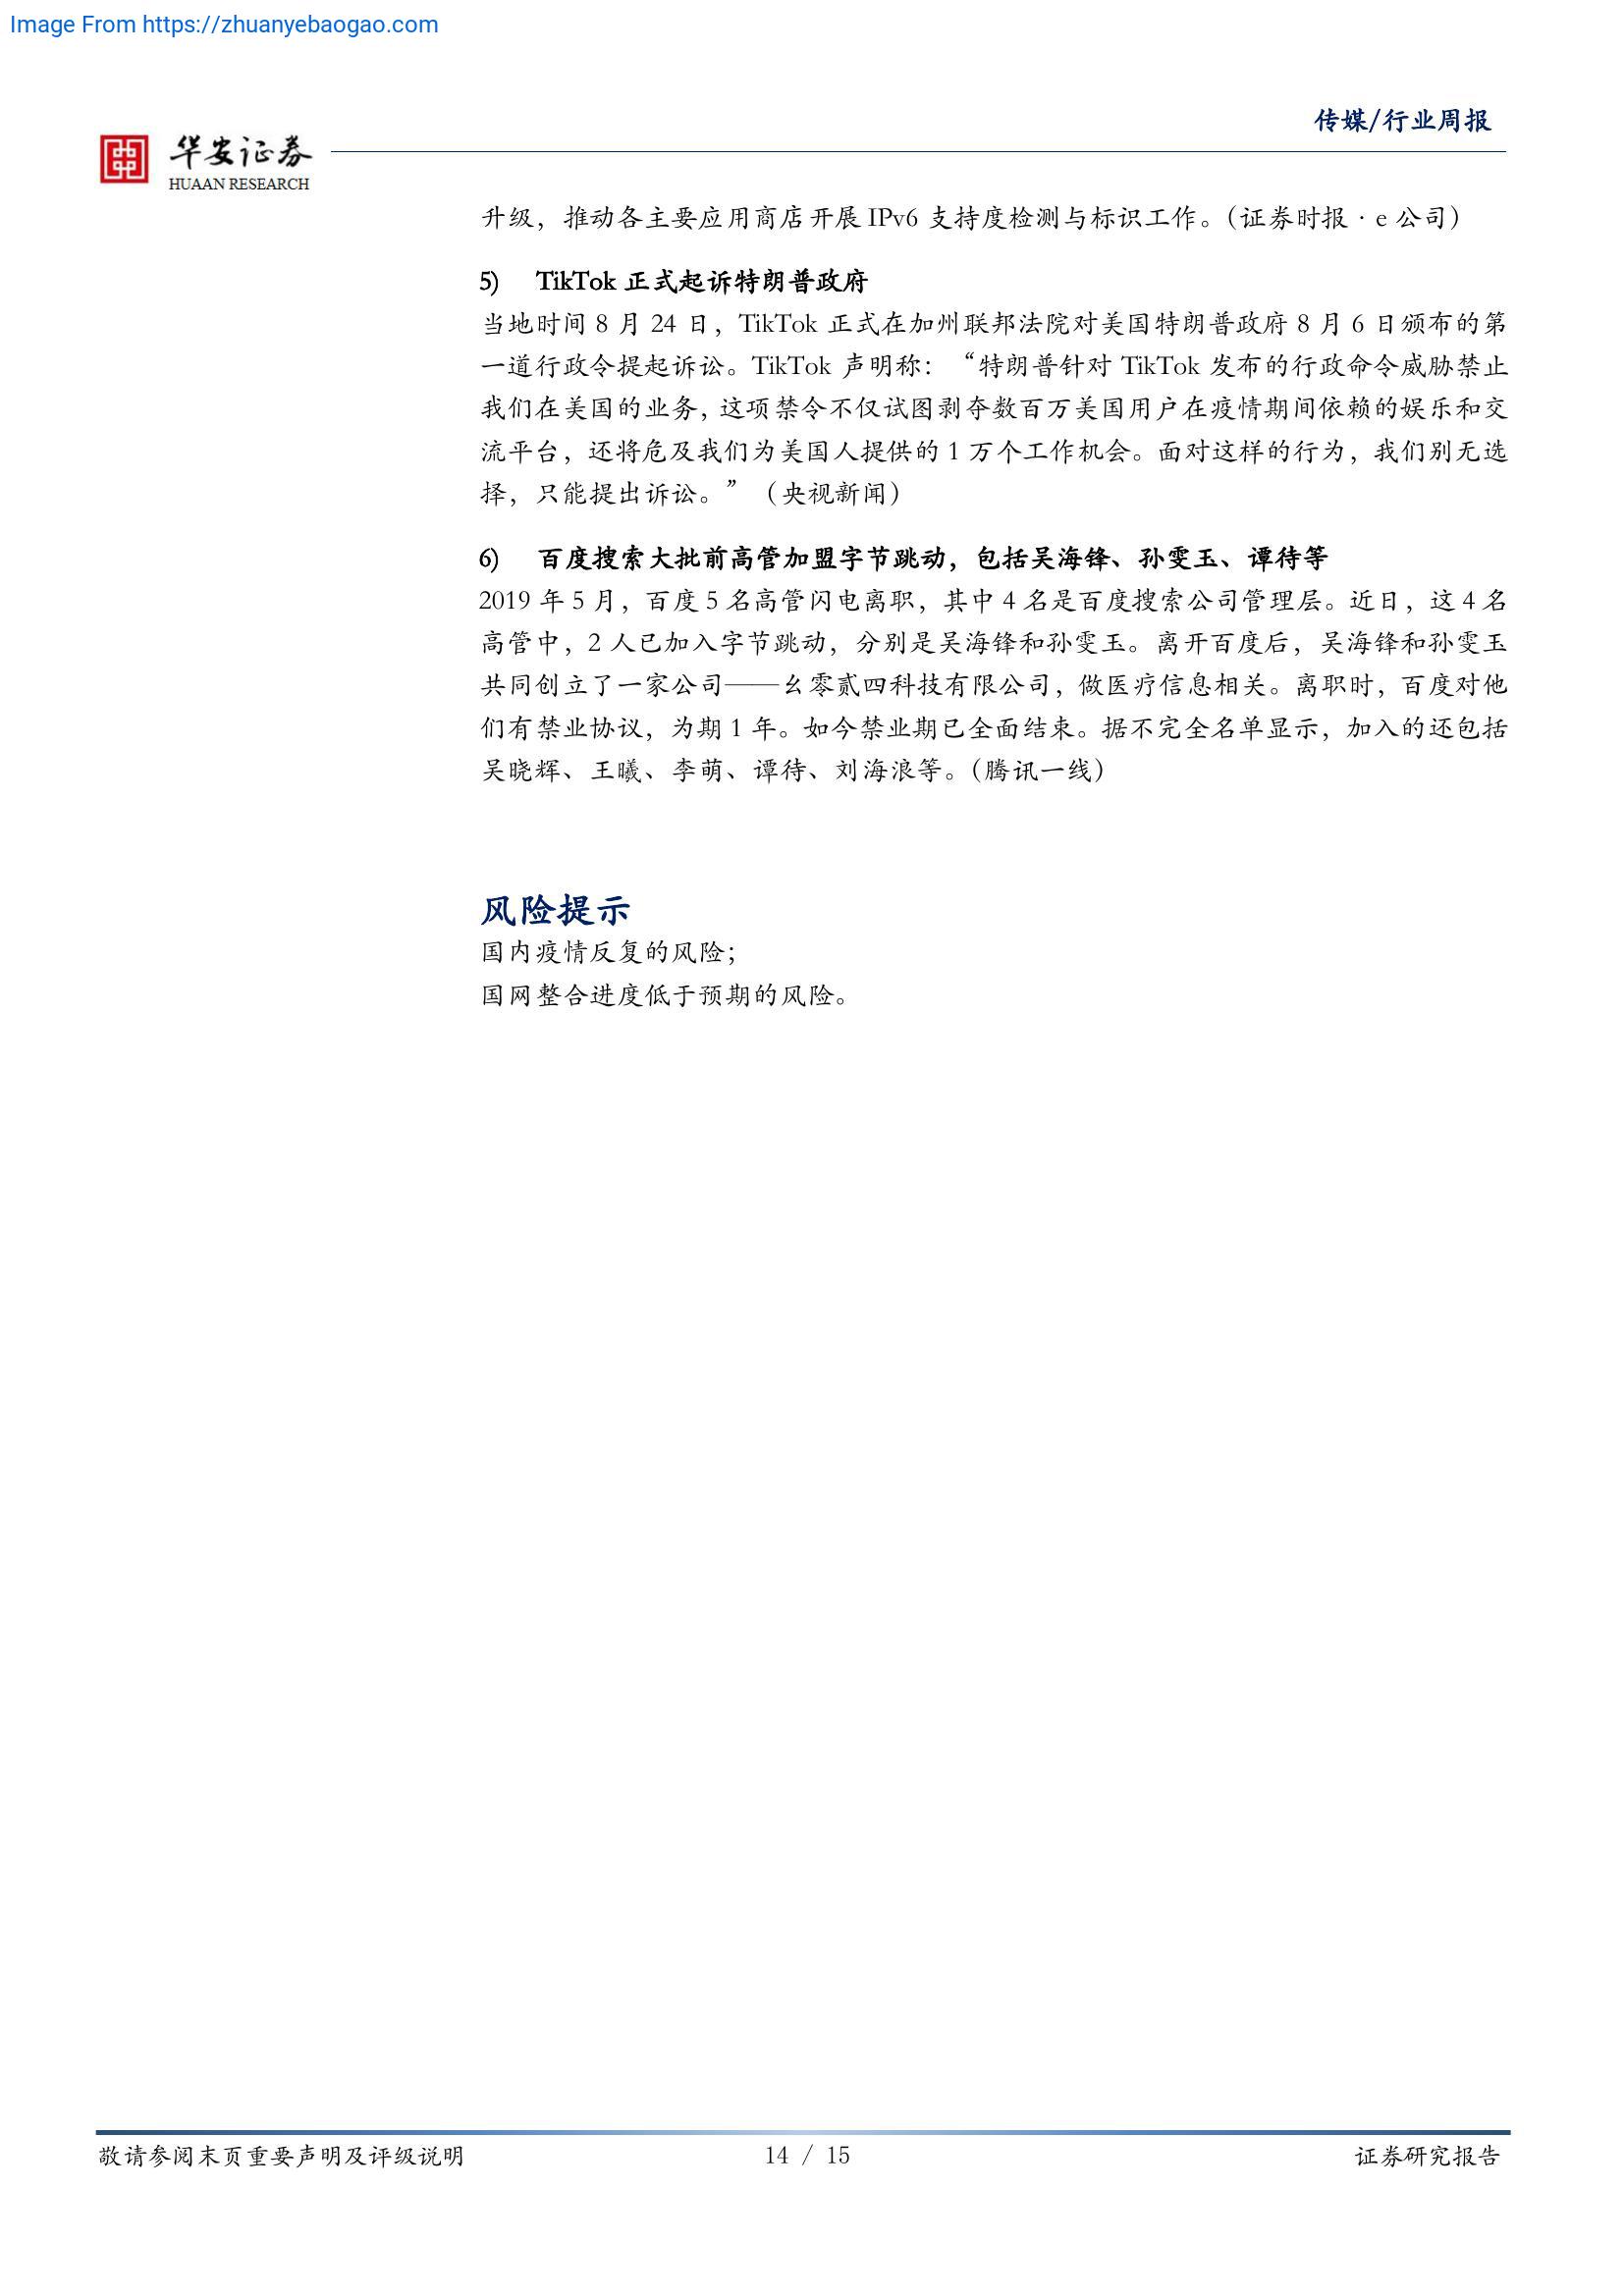 Image From https://zhuanyebaogao.com
传媒/行业周报
华安证券
HUAAN RESEARCH
升级，推动各主要应用商店开展 IPv6 支持度检测与标识工作。（证券时报·e 公司）
5) TikTok 正式起诉特朗普政府
当地时间 8 月 24 日，TikTok 正式在加州联邦法院对美国特朗普政府 8 月 6 日颁布的第
一道行政令提起诉讼。TikTok 声明称：“特朗普针对 TikTok 发布的行政命令威胁禁止
我们在美国的业务，这项禁令不仅试图剥夺数百万美国用户在疫情期间依赖的娱乐和交
流平台，还将危及我们为美国人提供的 1 万个工作机会。面对这样的行为，我们别无选
择，只能提出诉讼。”（央视新闻）
6) 百度搜索大批前高管加盟字节跳动，包括吴海锋、孙雯玉、谭待等
2019 年 5 月，百度 5 名高管闪电离职，其中 4 名是百度搜索公司管理层。近日，这 4 名
高管中，2 人已加入字节跳动，分别是吴海锋和孙雯玉。离开百度后，吴海锋和孙雯玉
共同创立了一家公司——幺零贰四科技有限公司，做医疗信息相关。离职时，百度对他
们有禁业协议，为期 1 年。如今禁业期已全面结束。据不完全名单显示，加入的还包括
吴晓辉、王曦、李萌、谭待、刘海浪等。（腾讯一线）
风险提示
国内疫情反复的风险；
国网整合进度低于预期的风险。
敬请参阅末页重要声明及评级说明
14 / 15
证券研究报告